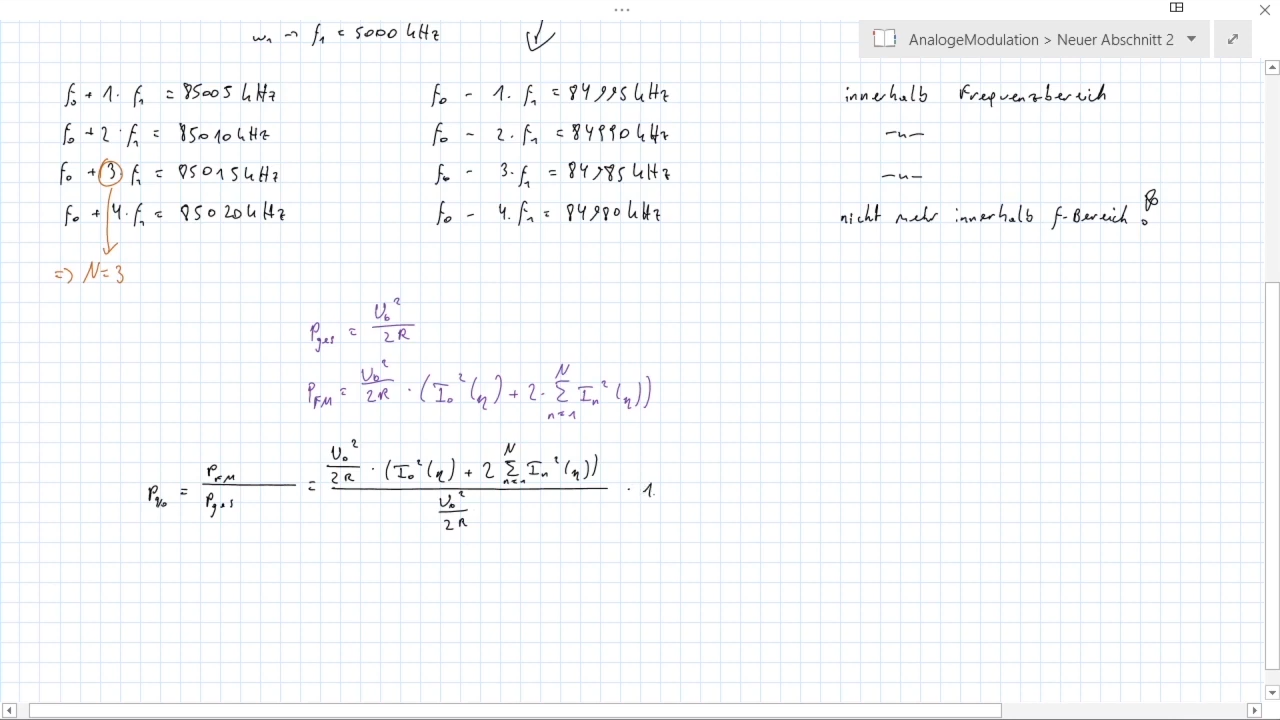 ω₁ → f₁ = 5000 kHz
AnalogeModulation > Neuer Abschnitt 2
f₀ + 1 · f₁ = 85005 kHz f₀ - 1 · f₁ = 84995 kHz innerhalb Frequenzbereich
f₀ + 2 · f₁ = 85010 kHz f₀ - 2 · f₁ = 84990 kHz -"-
f₀ + 3 f₁ = 85015 kHz f₀ - 3 · f₁ = 84985 kHz -"-
f₀ + 4 · f₁ = 85020 kHz f₀ - 4 · f₁ = 84980 kHz nicht mehr innerhalb f-Bereich !
=> N = 3
P_ges = U₀² / 2R
P_FM = U₀² / 2R · (I₀²(η) + 2 · Σ_{n=1}^{N} I_n²(η))
P_% = P_FM / P_ges = (U₀² / 2R · (I₀²(η) + 2 Σ_{n=1}^{N} I_n²(η))) / (U₀² / 2R) · 1